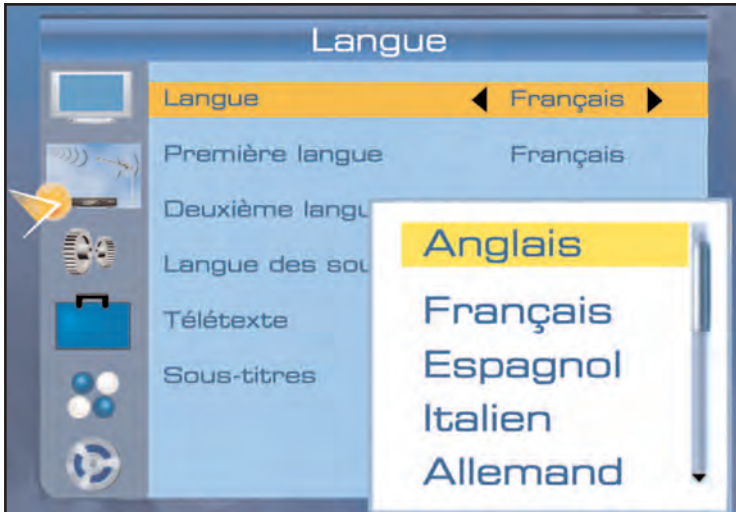 Langue
Langue Français
Première langue Français
Deuxième langu
Langue des sou
Télétexte
Sous-titres
Anglais
Français
Espagnol
Italien
Allemand